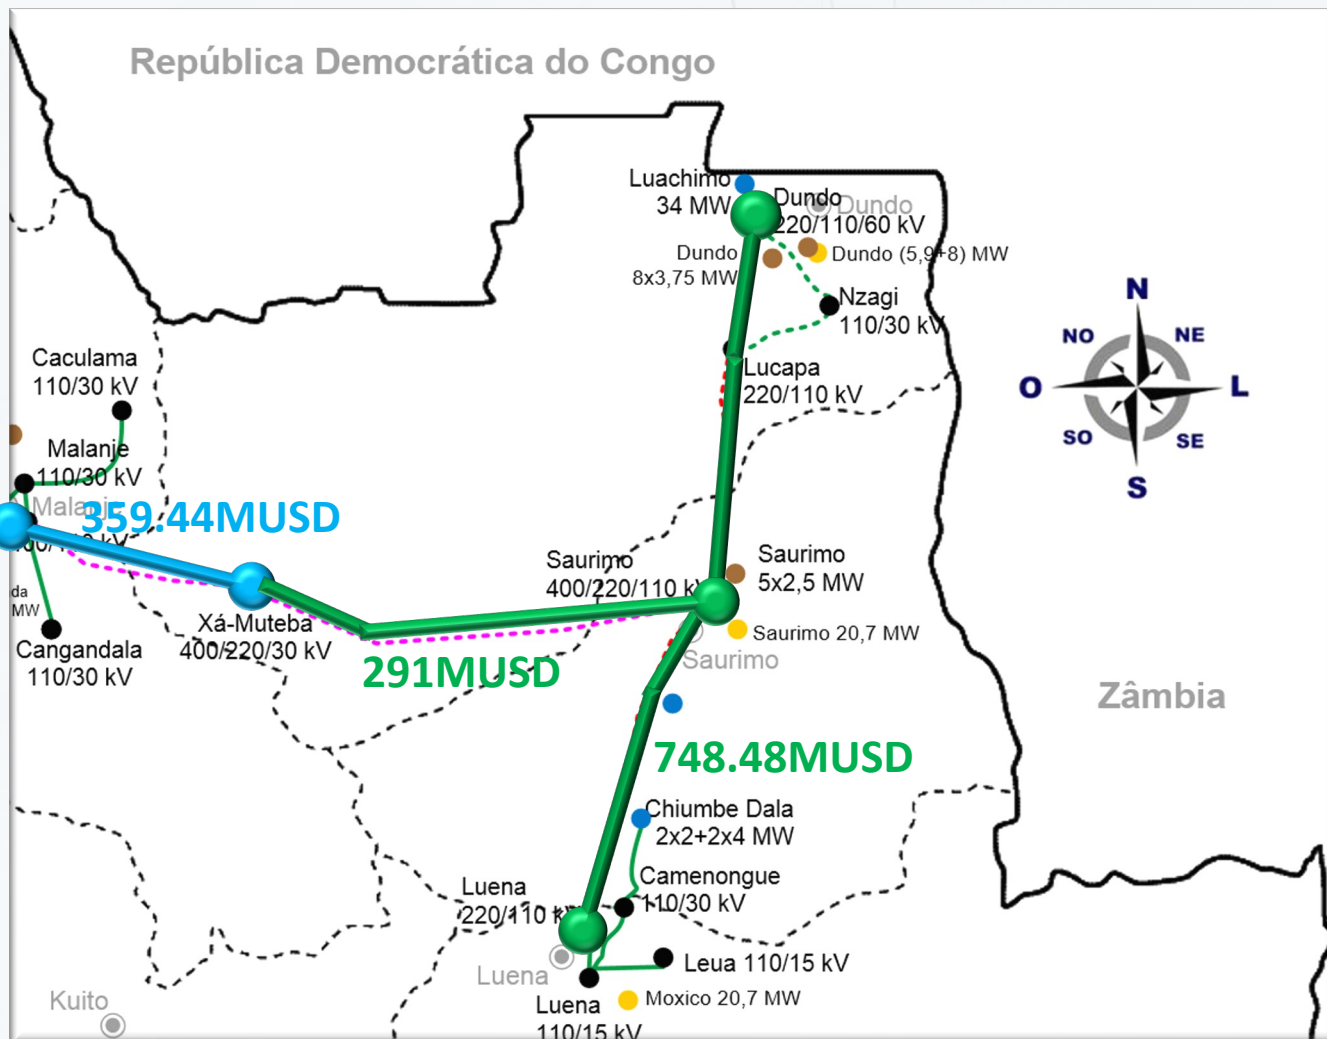 República Democrática do Congo
Luachimo
34 MW
Dundo
220/110/60 kV
Dundo
Dundo
8x3,75 MW
Dundo (5,9+8) MW
Nzagi
110/30 kV
Lucapa
220/110 kV
N
NO
NE
O
L
SO
SE
S
Caculama
110/30 kV
Malanje
110/30 kV
Malanje
359.44MUSD
da
MW
Cangandala
110/30 kV
Xá-Muteba
400/220/30 kV
Saurimo
400/220/110 kV
Saurimo
5x2,5 MW
Saurimo 20,7 MW
Saurimo
291MUSD
Zâmbia
748.48MUSD
Chiumbe Dala
2x2+2x4 MW
Camenongue
110/30 kV
Luena
220/110 kV
Luena
Leua 110/15 kV
Luena
110/15 kV
Moxico 20,7 MW
Kuito